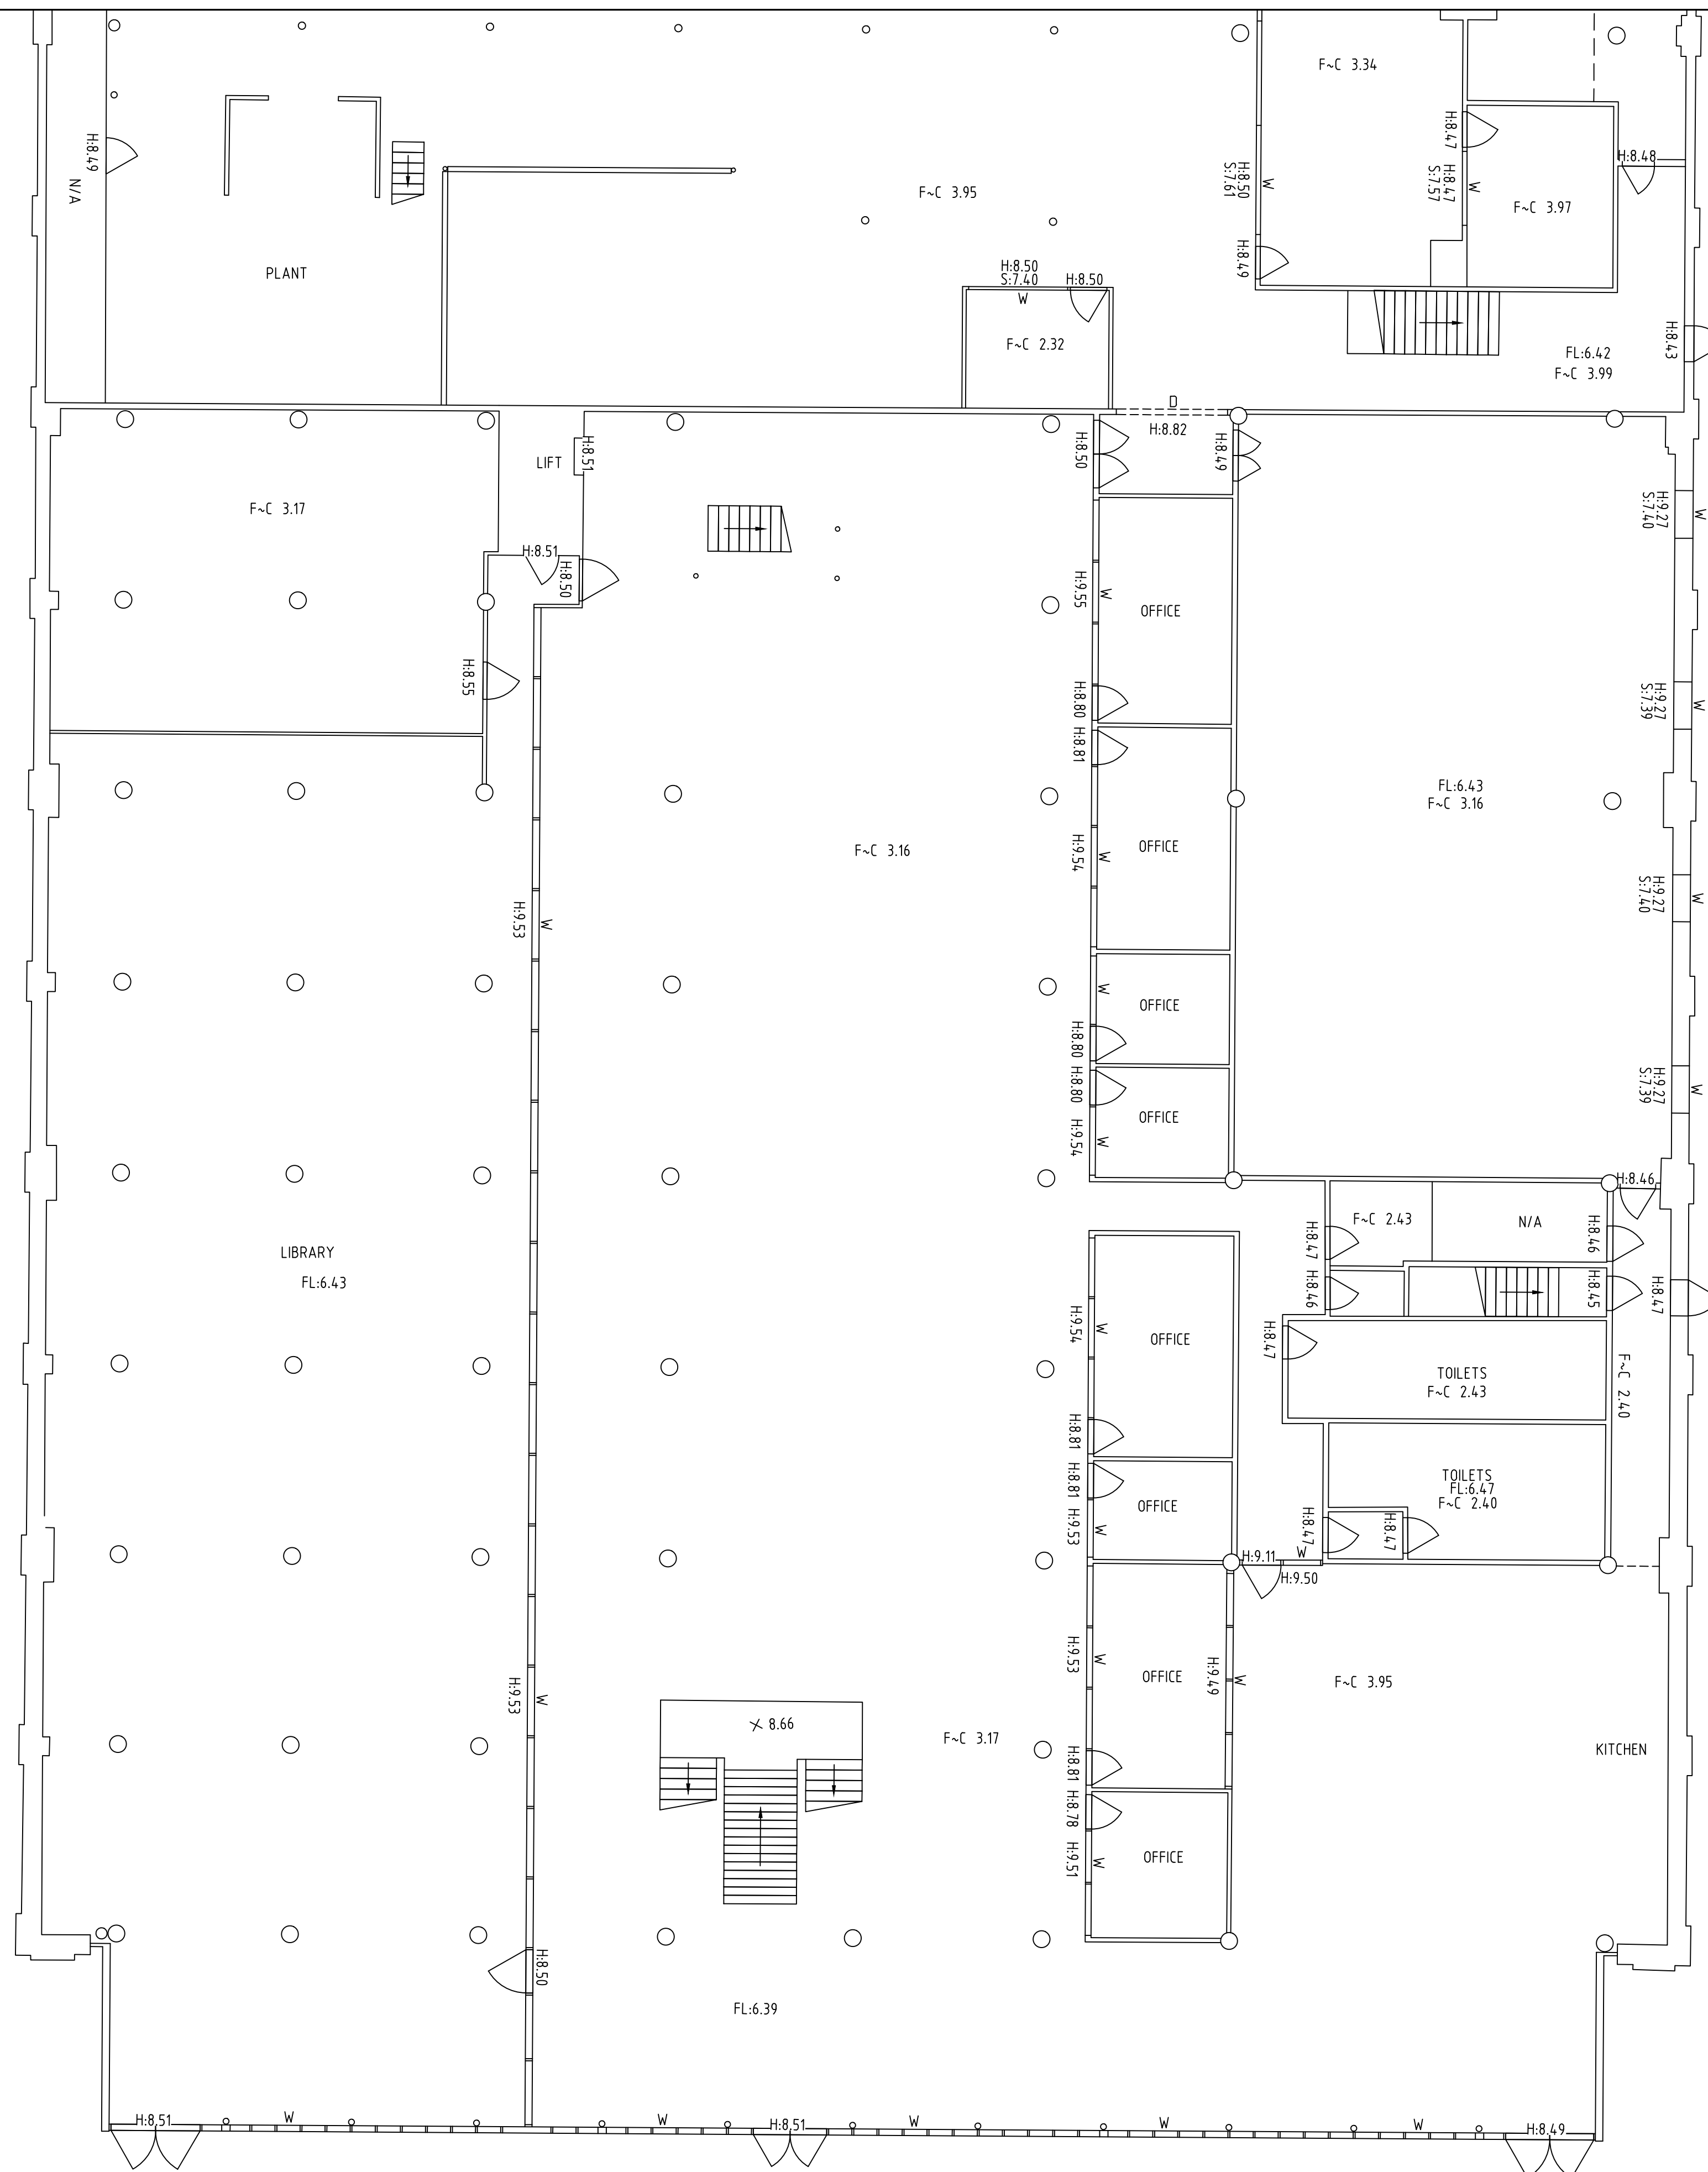 F~C 3.34
H:8.49
N/A
H:8.47
H:8.47
S:7.57
W
H:8.48
H:8.50
S:7.61
W
F~C 3.95
F~C 3.97
PLANT
H:8.49
H:8.50
S:7.40
H:8.50
W
F~C 2.32
H:8.43
FL:6.42
F~C 3.99
D
H:8.82
H:8.50
H:8.49
LIFT
H:8.51
F~C 3.17
H:9.27
S:7.40
W
H:8.51
H:8.50
H:9.55
W
OFFICE
H:8.55
H:8.80
H:9.27
S:7.39
W
H:8.81
FL:6.43
F~C 3.16
F~C 3.16
H:9.54
W
OFFICE
H:9.27
S:7.40
W
H:9.53
W
W
OFFICE
H:8.80
H:8.80
H:9.27
S:7.39
W
OFFICE
H:9.54
W
H:8.46
F~C 2.43
N/A
H:8.47
H:8.46
LIBRARY
FL:6.43
H:8.46
H:8.45
H:8.47
H:9.54
W
OFFICE
H:8.47
TOILETS
F~C 2.43
F~C 2.40
H:8.81
H:8.81
OFFICE
H:9.53
W
TOILETS
FL:6.47
F~C 2.40
H:8.47
H:8.47
H:9.11
W
H:9.50
H:9.53
W
OFFICE
H:9.49
W
F~C 3.95
H:9.53
W
8.66
F~C 3.17
KITCHEN
H:8.81
H:8.78
H:9.51
W
OFFICE
H:8.50
FL:6.39
H:8.51
W
W
H:8.51
W
W
W
H:8.49